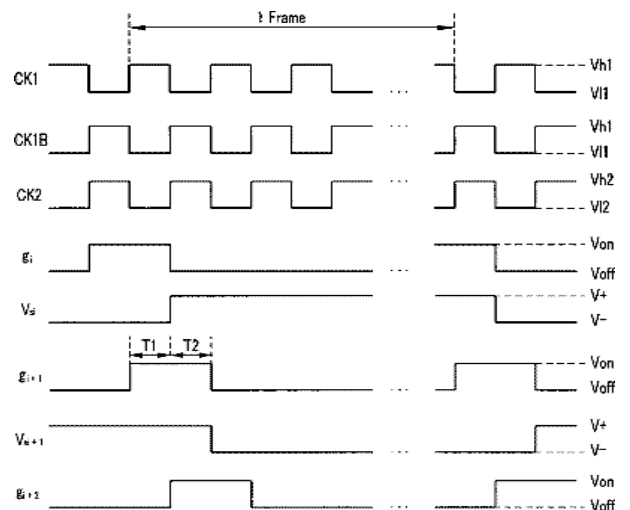 1 Frame
CK1
Vh1
Vl1
CK1B
Vh1
Vl1
CK2
Vh2
Vl2
gi
Von
Voff
Vsi
V+
V-
T1 T2
gi+1
Von
Voff
Vsi+1
V+
V-
gi+2
Von
Voff